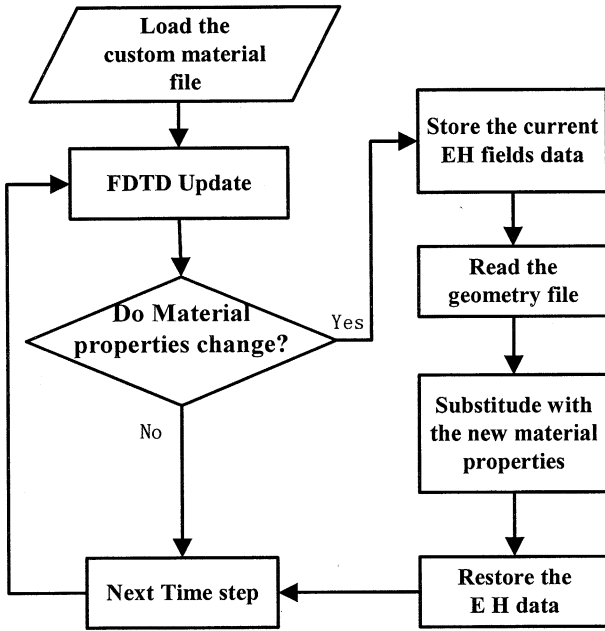 Load the
custom material
file
FDTD Update
Do Material
properties change?
Yes
No
Next Time step
Store the current
EH fields data
Read the
geometry file
Substitude with
the new material
properties
Restore the
E H data